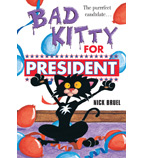 The purrfect
candidate...
BAD
KITTY
FOR
PRESIDENT
NICK BRUEL